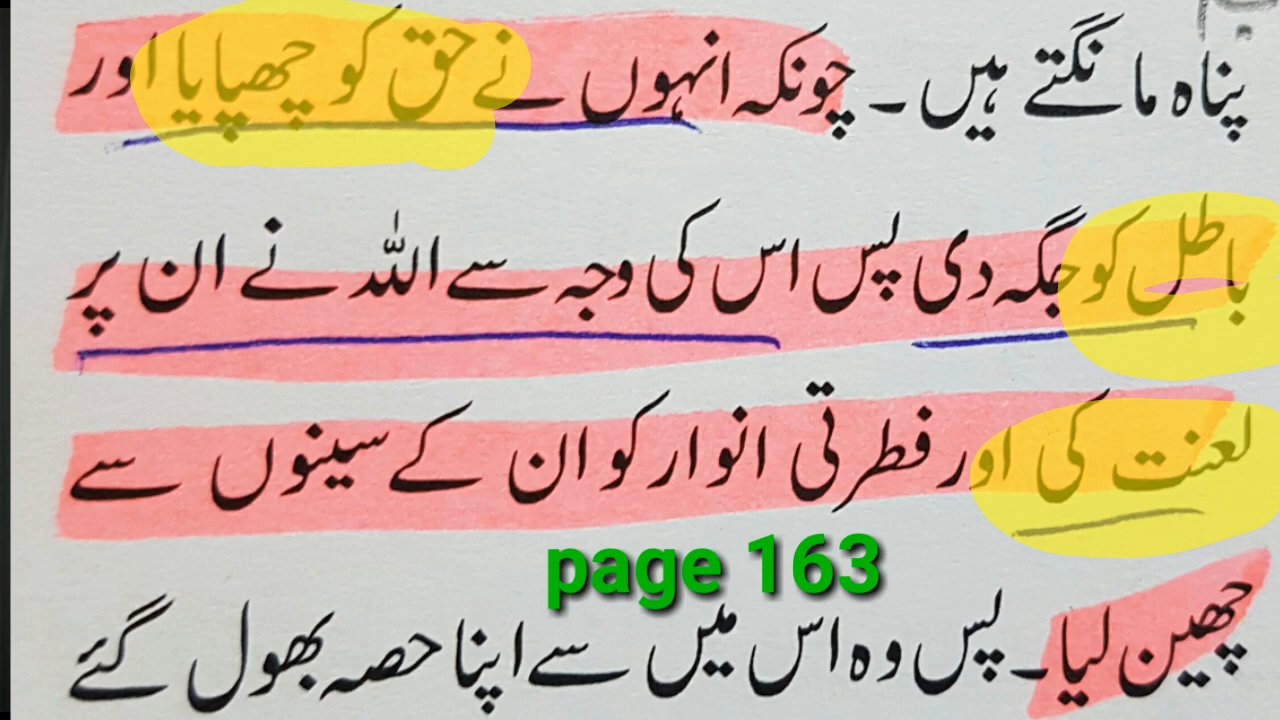 پناہ مانگتے ہیں۔ چونکہ انہوں نے حق کو چھپایا اور
باطل کو جگہ دی پس اس کی وجہ سے اللہ نے ان پر
لعنت کی اور فطرتی انوار کو ان کے سینوں سے
page 163
چھین لیا۔ پس وہ اس میں سے اپنا حصہ بھول گئے